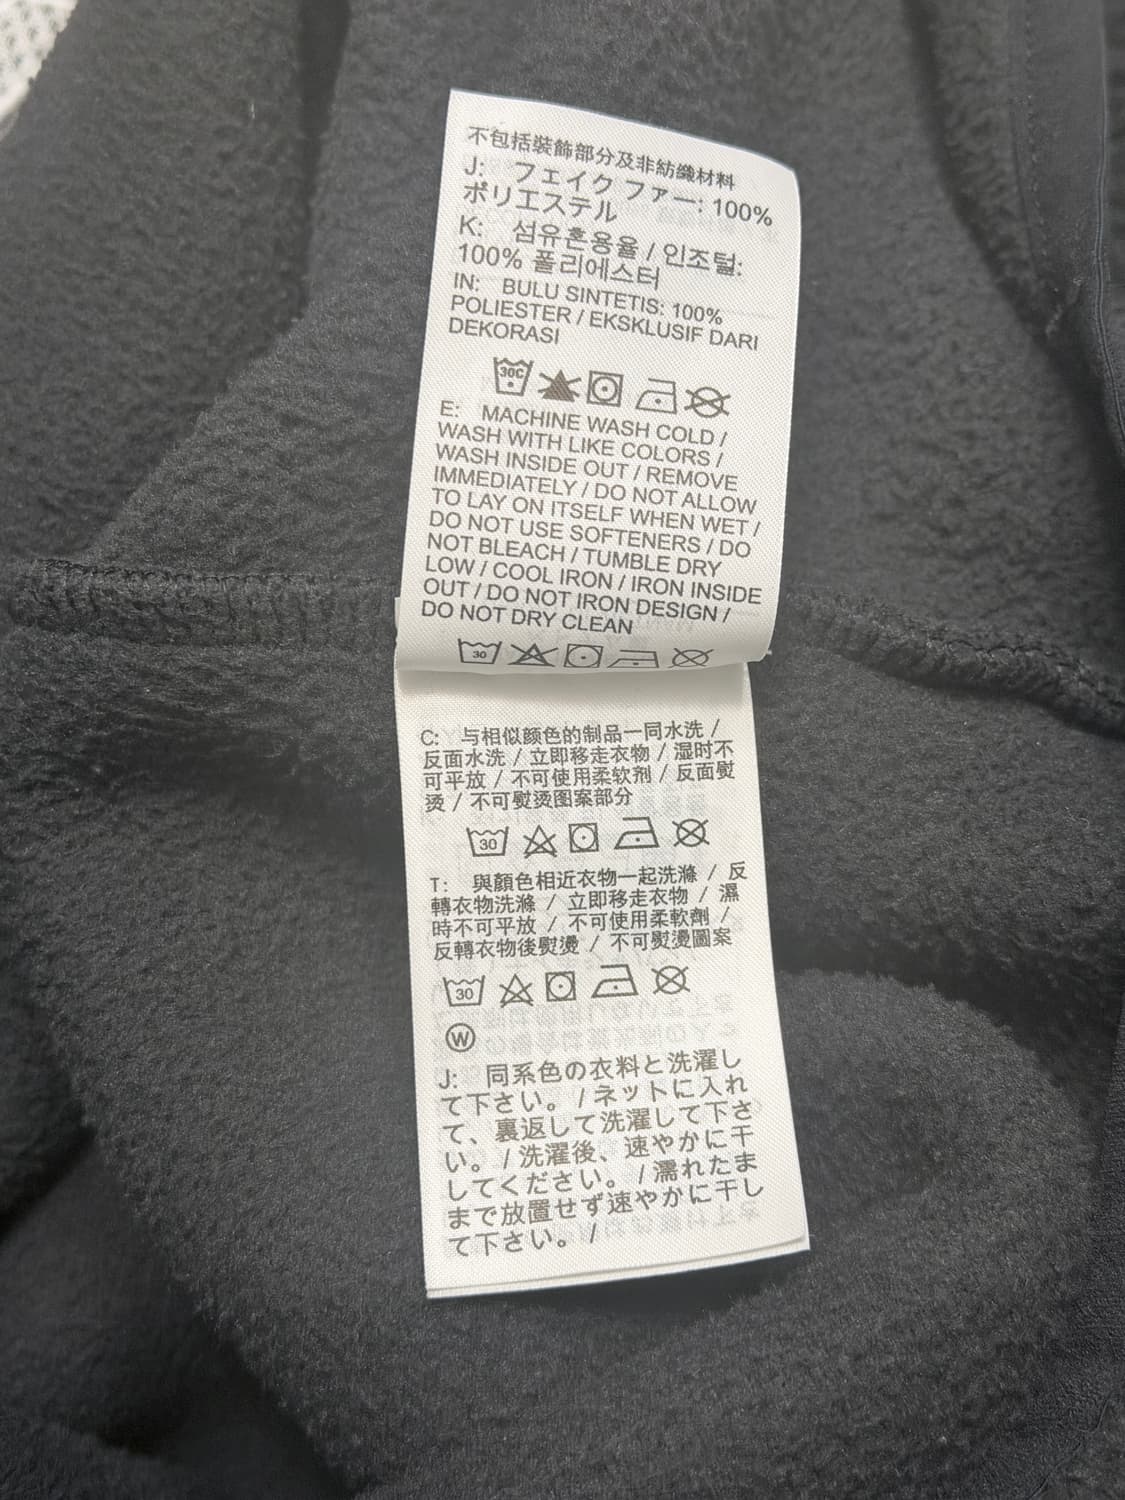 不包括裝飾部分及非紡織材料
J: フェイク ファー: 100%
ポリエステル
K: 섬유혼용율 / 인조털:
100% 폴리에스터
IN: BULU SINTETIS: 100%
POLIESTER / EKSKLUSIF DARI
DEKORASI
30C
E: MACHINE WASH COLD /
WASH WITH LIKE COLORS /
WASH INSIDE OUT / REMOVE
IMMEDIATELY / DO NOT ALLOW
TO LAY ON ITSELF WHEN WET /
DO NOT USE SOFTENERS / DO
NOT BLEACH / TUMBLE DRY
LOW / COOL IRON / IRON INSIDE
OUT / DO NOT IRON DESIGN /
DO NOT DRY CLEAN
30
C: 与相似颜色的制品一同水洗 /
反面水洗 / 立即移走衣物 / 湿时不
可平放 / 不可使用柔软剂 / 反面熨
烫 / 不可熨烫图案部分
30
T: 與顏色相近衣物一起洗滌 / 反
轉衣物洗滌 / 立即移走衣物 / 濕
時不可平放 / 不可使用柔軟劑 /
反轉衣物後熨燙 / 不可熨燙圖案
30
W
J: 同系色の衣料と洗濯し
て下さい。 / ネットに入れ
て、裏返して洗濯して下さ
い。 / 洗濯後、速やかに干
してください。 / 濡れたま
まで放置せず速やかに干し
て下さい。 /